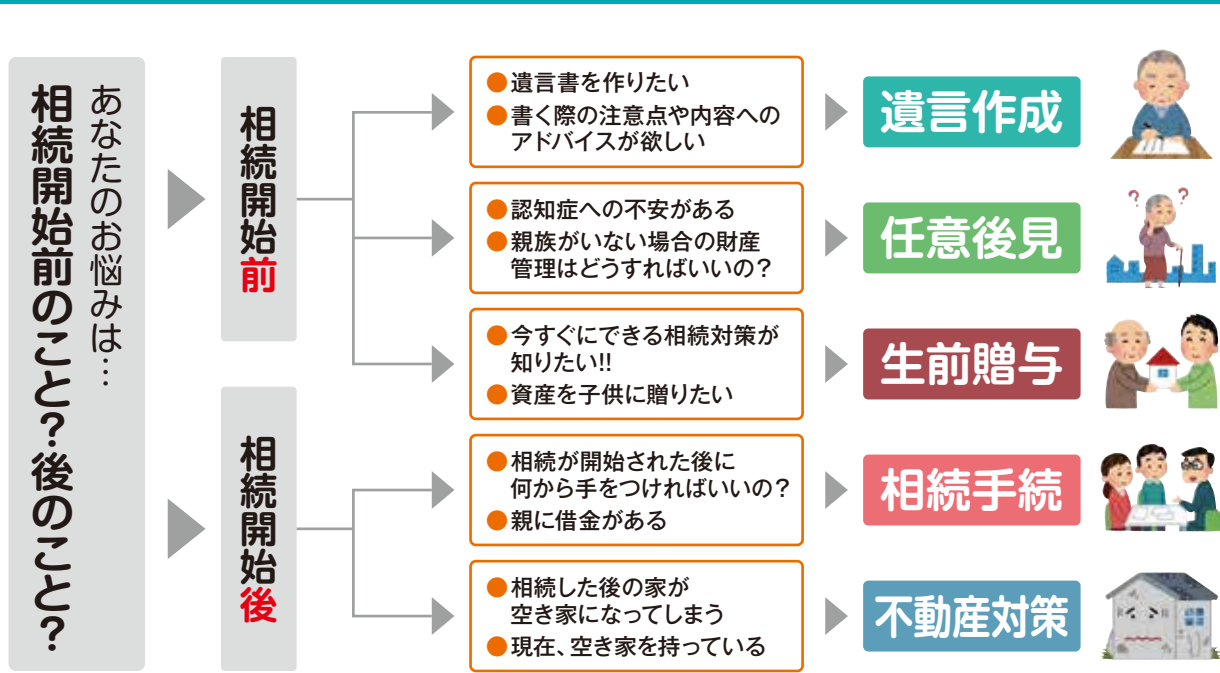 あなたのお悩みは…
相続開始前のこと？後のこと？
相続開始前
●遺言書を作りたい
●書く際の注意点や内容への
アドバイスが欲しい
遺言作成
●認知症への不安がある
●親族がいない場合の財産
管理はどうすればいいの？
任意後見
？
？
●今すぐにできる相続対策が
知りたい!!
●資産を子供に贈りたい
生前贈与
相続開始後
●相続が開始された後に
何から手をつければいいの？
●親に借金がある
相続手続
●相続した後の家が
空き家になってしまう
●現在、空き家を持っている
不動産対策